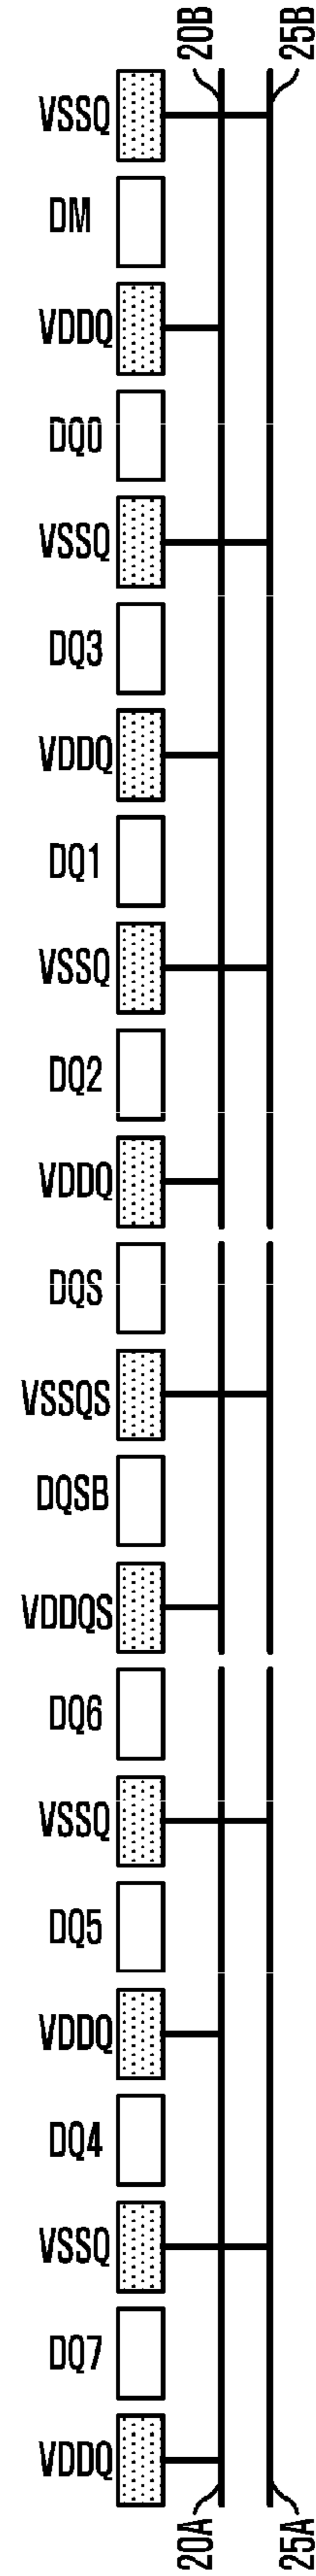 20B
25B
VSSQ
DM
VDDQ
DQ0
VSSQ
DQ3
VDDQ
DQ1
VSSQ
DQ2
VDDQ
DQS
VSSQS
DQSB
VDDQS
DQ6
VSSQ
DQ5
VDDQ
DQ4
VSSQ
DQ7
VDDQ
20A
25A